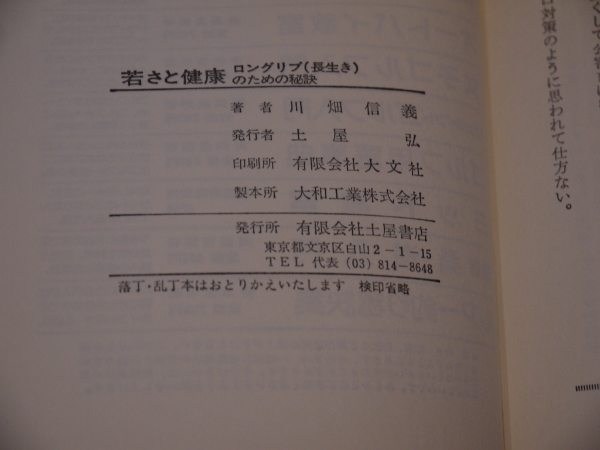 若さと健康 ロングリブ(長生き)
のための秘訣
著者 川畑信義
発行者 土屋弘
印刷所 有限会社大文社
製本所 大和工業株式会社
発行所 有限会社土屋書店
東京都文京区白山2-1-15
TEL 代表(03)814-8648
落丁・乱丁本はおとりかえいたします 検印省略
口対策のように思われて仕方ない。